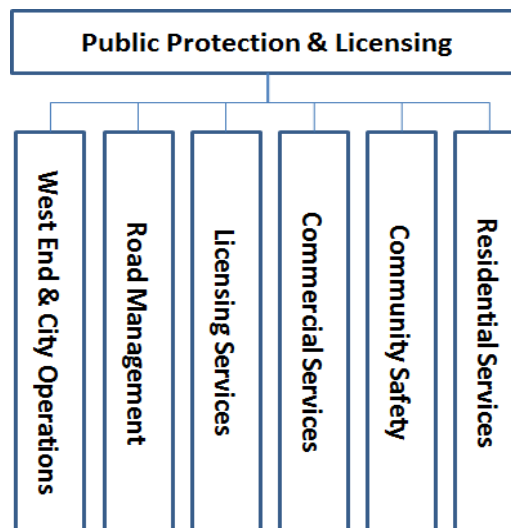 Public Protection & Licensing
West End & City Operations
Road Management
Licensing Services
Commercial Services
Community Safety
Residential Services